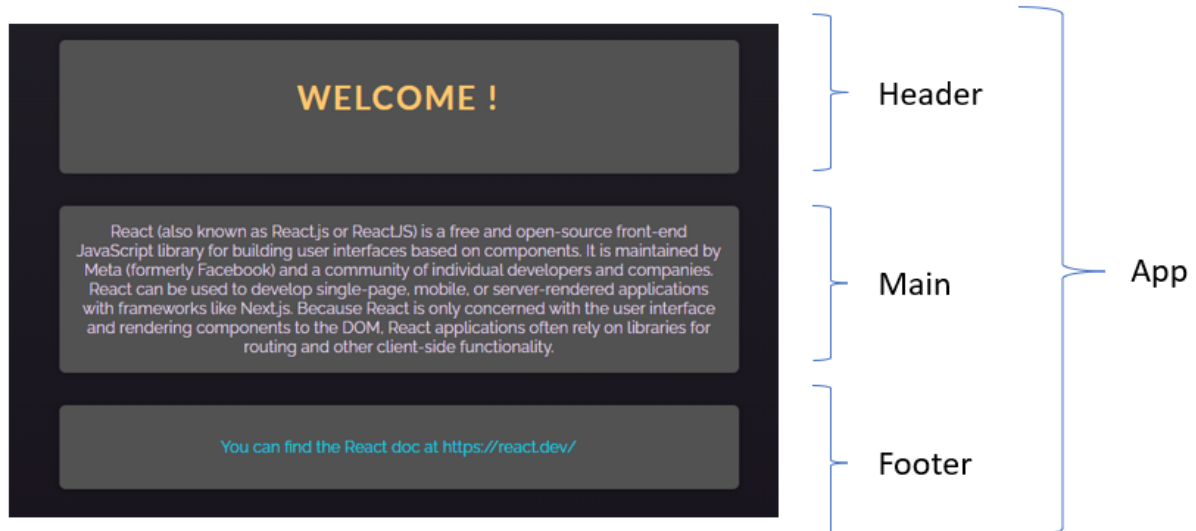 WELCOME !
Header
React (also known as React.js or ReactJS) is a free and open-source front-end
JavaScript library for building user interfaces based on components. It is maintained by
Meta (formerly Facebook) and a community of individual developers and companies.
React can be used to develop single-page, mobile, or server-rendered applications
with frameworks like Next.js. Because React is only concerned with the user interface
and rendering components to the DOM, React applications often rely on libraries for
routing and other client-side functionality.
Main
App
You can find the React doc at https://react.dev/
Footer